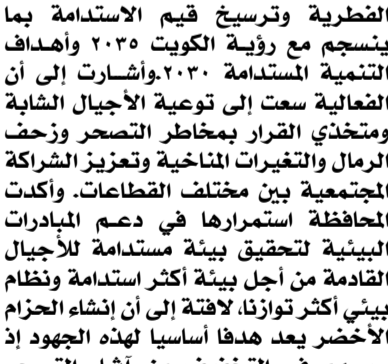 الفطرية وترسيخ قيم الاستدامة بما
ينسجم مع رؤية الكويت ٢٠٣٥ وأهداف
التنمية المستدامة ٢٠٣٠.وأشارت إلى أن
الفعالية سعت إلى توعية الأجيال الشابة
ومتخذي القرار بمخاطر التصحر وزحف
الرمال والتغيرات المناخية وتعزيز الشراكة
المجتمعية بين مختلف القطاعات. وأكدت
المحافظة استمرارها في دعم المبادرات
البيئية لتحقيق بيئة مستدامة للأجيال
القادمة من أجل بيئة أكثر استدامة ونظام
بيئي أكثر توازنا، لافتة إلى أن إنشاء الحزام
الأخضر يعد هدفا أساسيا لهذه الجهود إذ